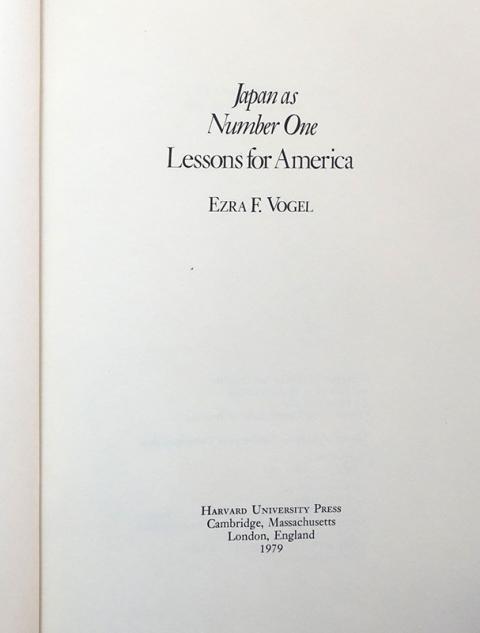 Japan as
Number One
Lessons for America
EZRA F. VOGEL
HARVARD UNIVERSITY PRESS
Cambridge, Massachusetts
London, England
1979